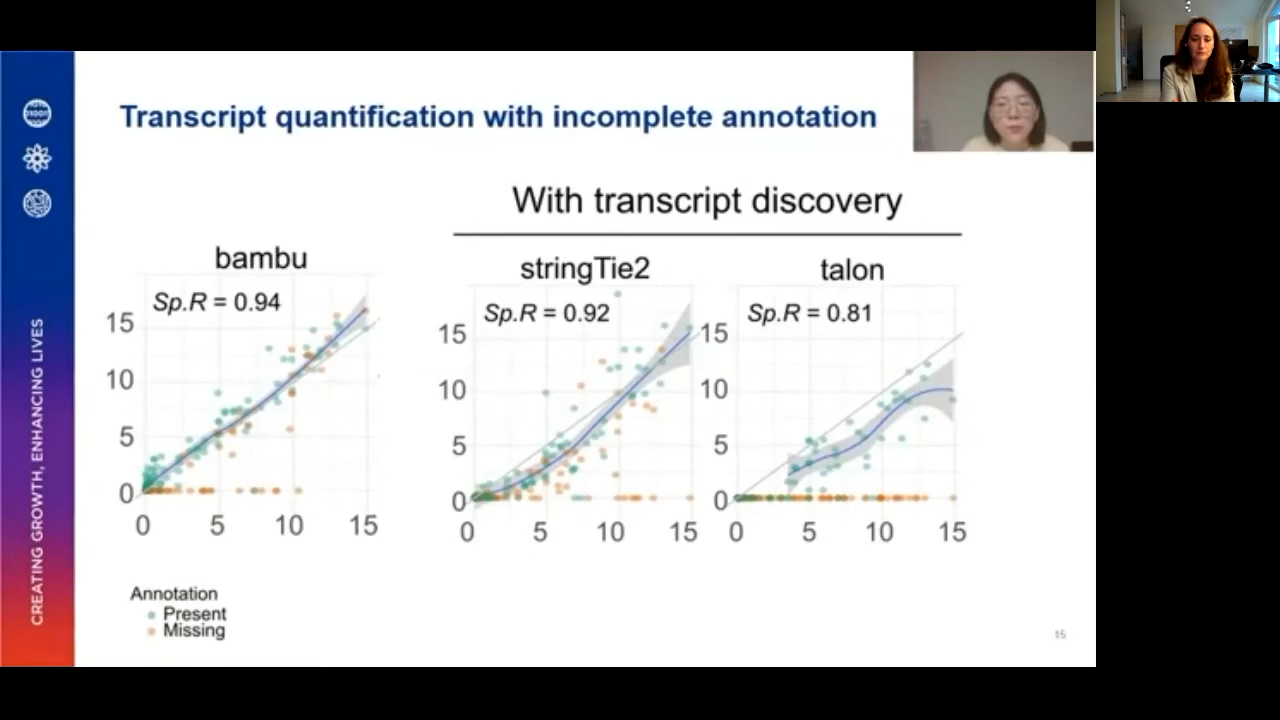 Transcript quantification with incomplete annotation
With transcript discovery
bambu
stringTie2
talon
Sp.R = 0.94
Sp.R = 0.92
Sp.R = 0.81
15
10
5
0
0 5 10 15
15
10
5
0
0 5 10 15
15
10
5
0
0 5 10 15
Annotation
Present
Missing
15
CREATING GROWTH, ENHANCING LIVES